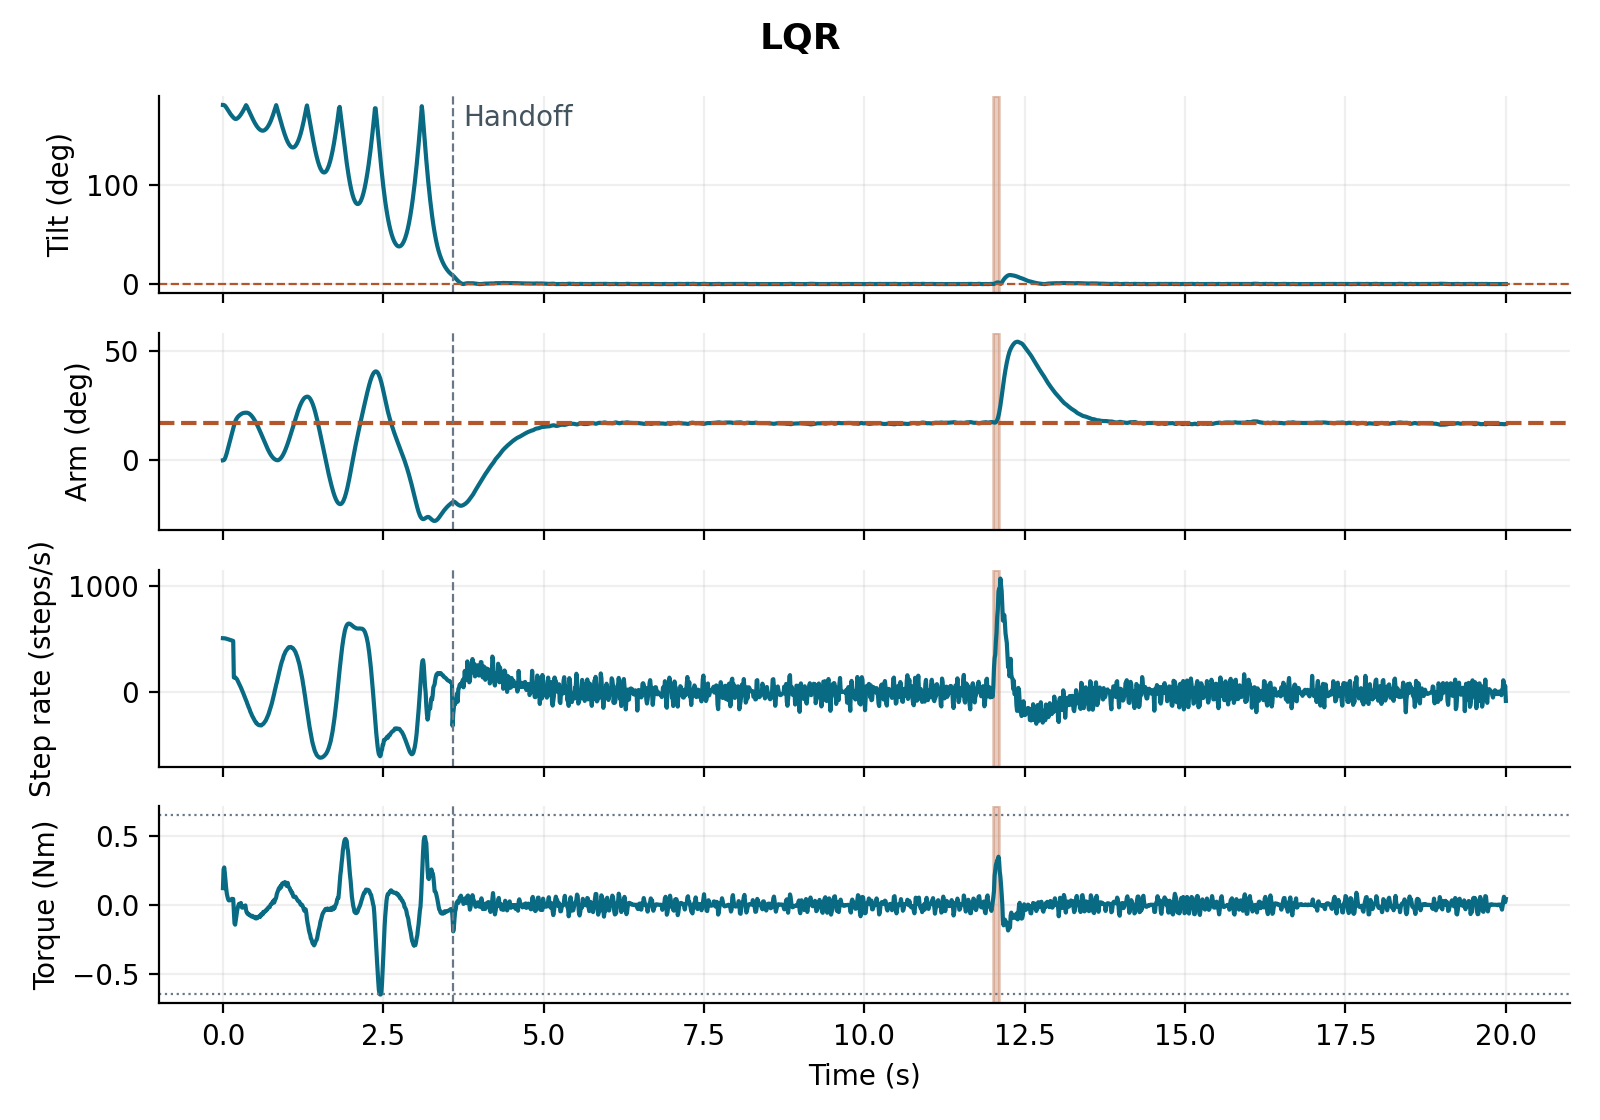 LQR
Handoff
Tilt (deg)
100
0
Arm (deg)
50
0
Step rate (steps/s)
1000
0
Torque (Nm)
0.5
0.0
−0.5
0.0 2.5 5.0 7.5 10.0 12.5 15.0 17.5 20.0
Time (s)